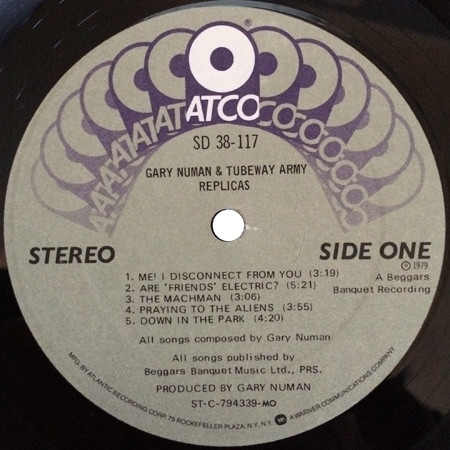 ATCO
®
SD 38-117
GARY NUMAN & TUBEWAY ARMY
REPLICAS
STEREO
SIDE ONE
℗ 1979
A Beggars
Banquet Recording
1. ME! I DISCONNECT FROM YOU (3:19)
2. ARE 'FRIENDS' ELECTRIC? (5:21)
3. THE MACHMAN (3:06)
4. PRAYING TO THE ALIENS (3:55)
5. DOWN IN THE PARK (4:20)
All songs composed by Gary Numan
All songs published by
Beggars Banquet Music Ltd., PRS.
PRODUCED BY GARY NUMAN
ST-C-794339-MO
MFG. BY ATLANTIC RECORDING CORP. 75 ROCKEFELLER PLAZA, N.Y. N.Y. A WARNER COMMUNICATIONS COMPANY